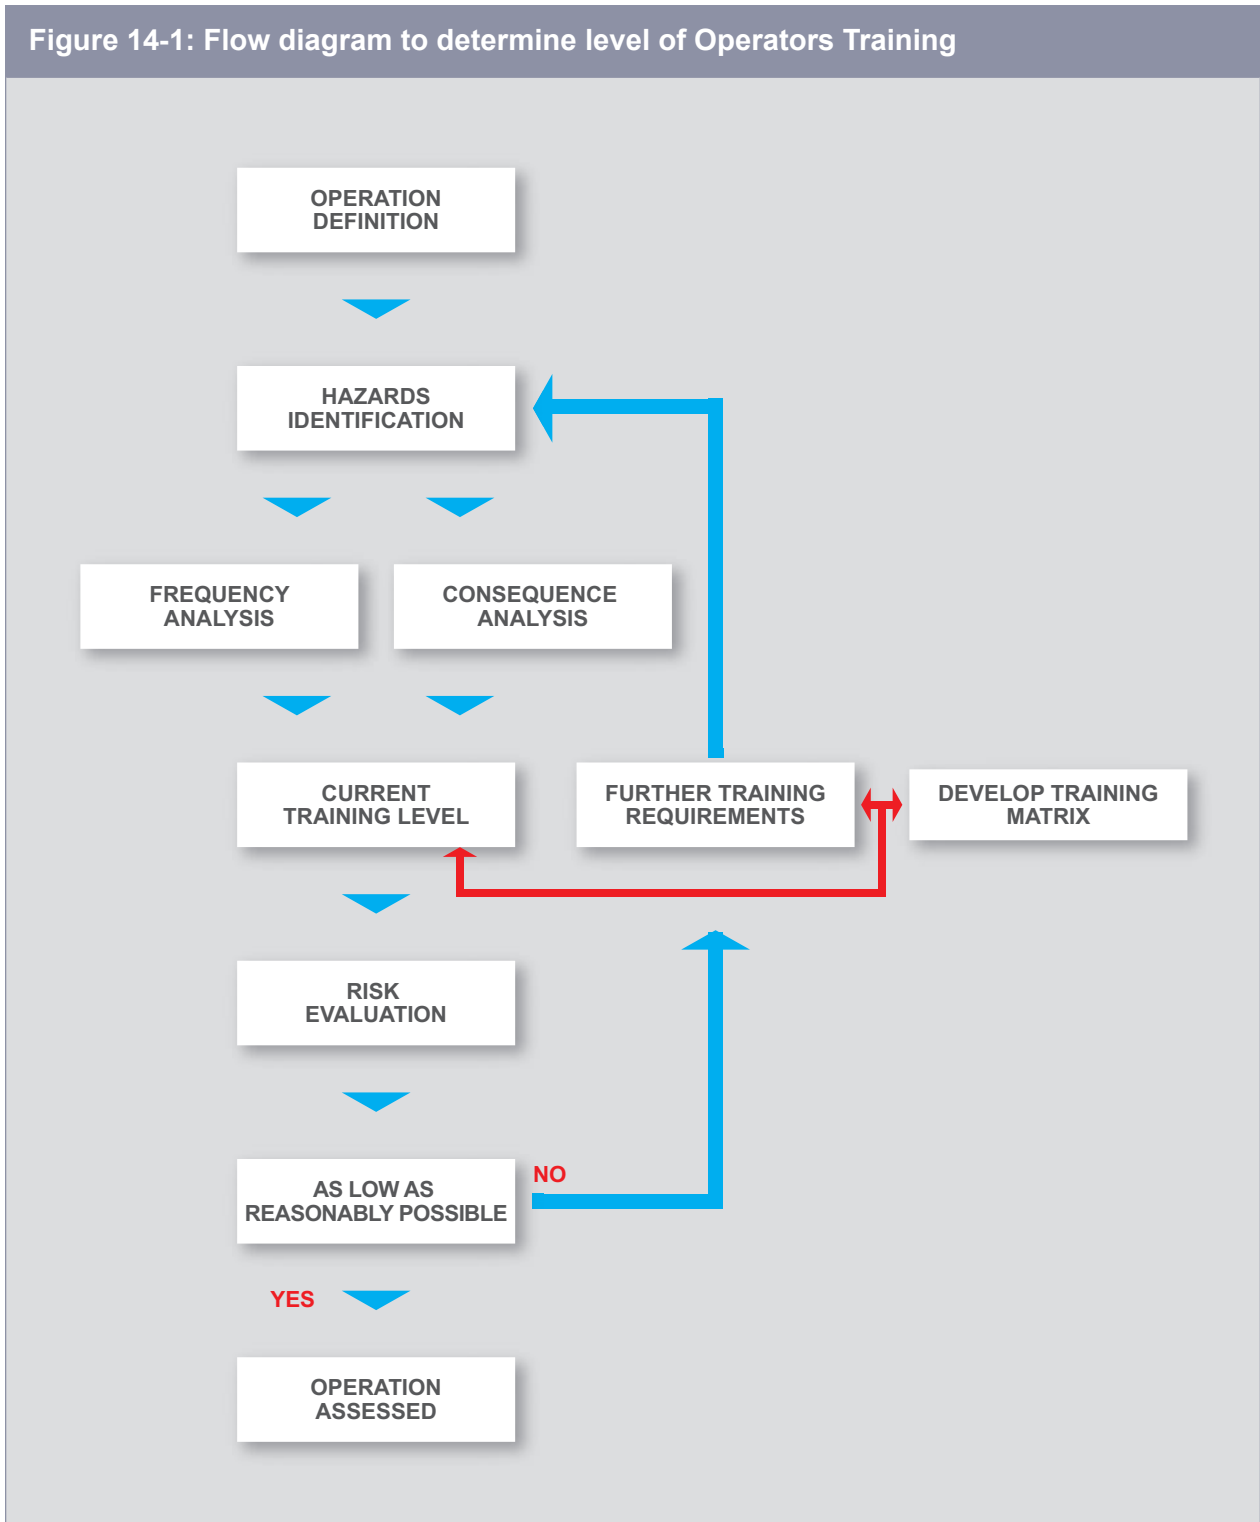 Figure 14-1: Flow diagram to determine level of Operators Training
OPERATION
DEFINITION
HAZARDS
IDENTIFICATION
FREQUENCY
ANALYSIS
CONSEQUENCE
ANALYSIS
CURRENT
TRAINING LEVEL
FURTHER TRAINING
REQUIREMENTS
DEVELOP TRAINING
MATRIX
RISK
EVALUATION
AS LOW AS
REASONABLY POSSIBLE
NO
YES
OPERATION
ASSESSED